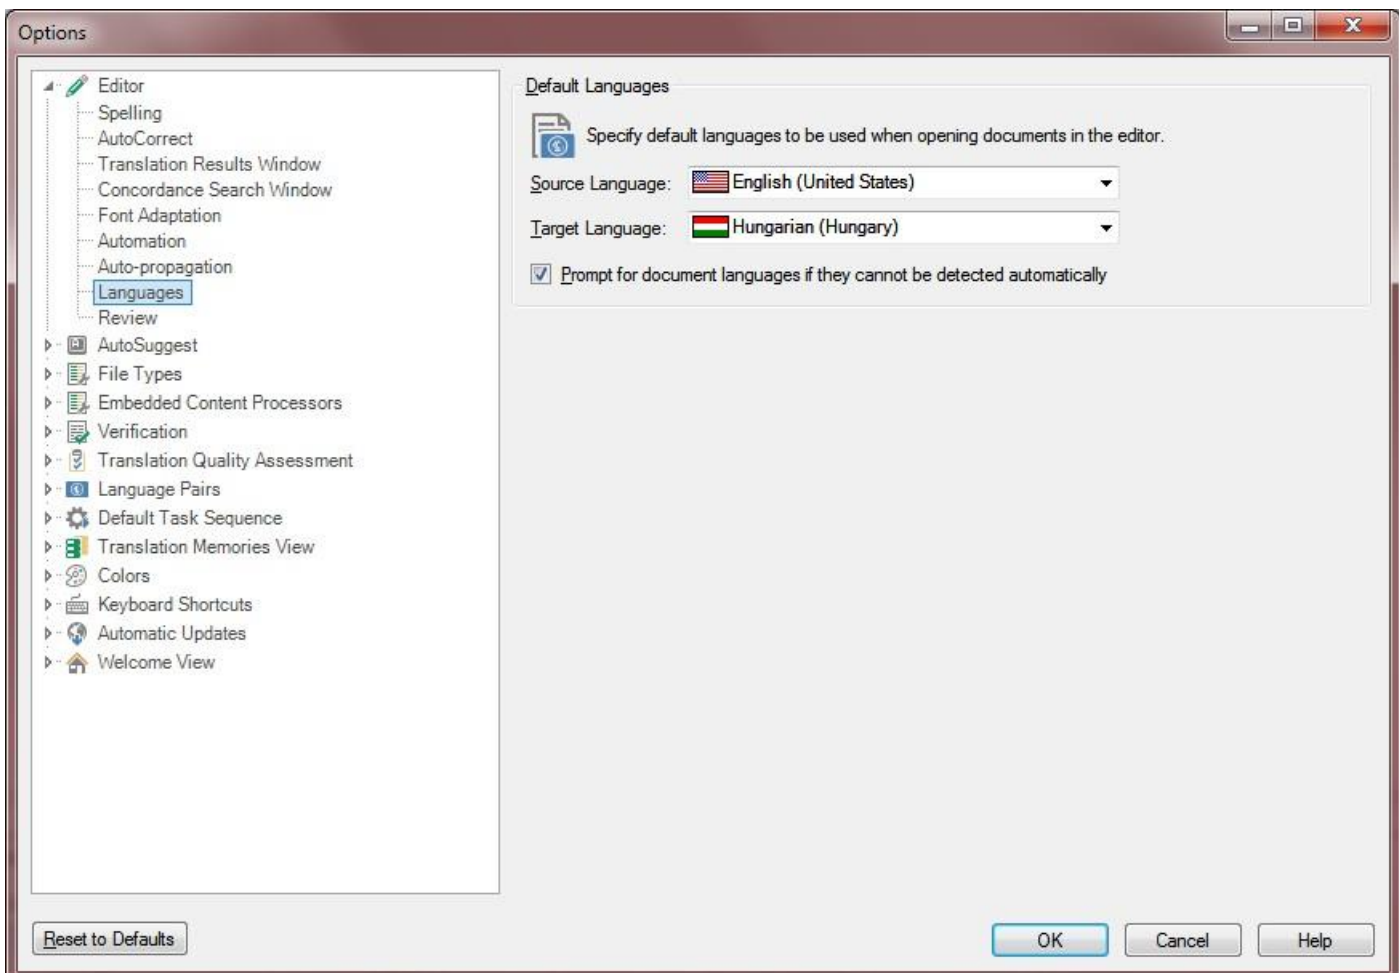 Options
Editor
Spelling
AutoCorrect
Translation Results Window
Concordance Search Window
Font Adaptation
Automation
Auto-propagation
Languages
Review
AutoSuggest
File Types
Embedded Content Processors
Verification
Translation Quality Assessment
Language Pairs
Default Task Sequence
Translation Memories View
Colors
Keyboard Shortcuts
Automatic Updates
Welcome View
Default Languages
Specify default languages to be used when opening documents in the editor.
Source Language: English (United States)
Target Language: Hungarian (Hungary)
Prompt for document languages if they cannot be detected automatically
Reset to Defaults OK Cancel Help